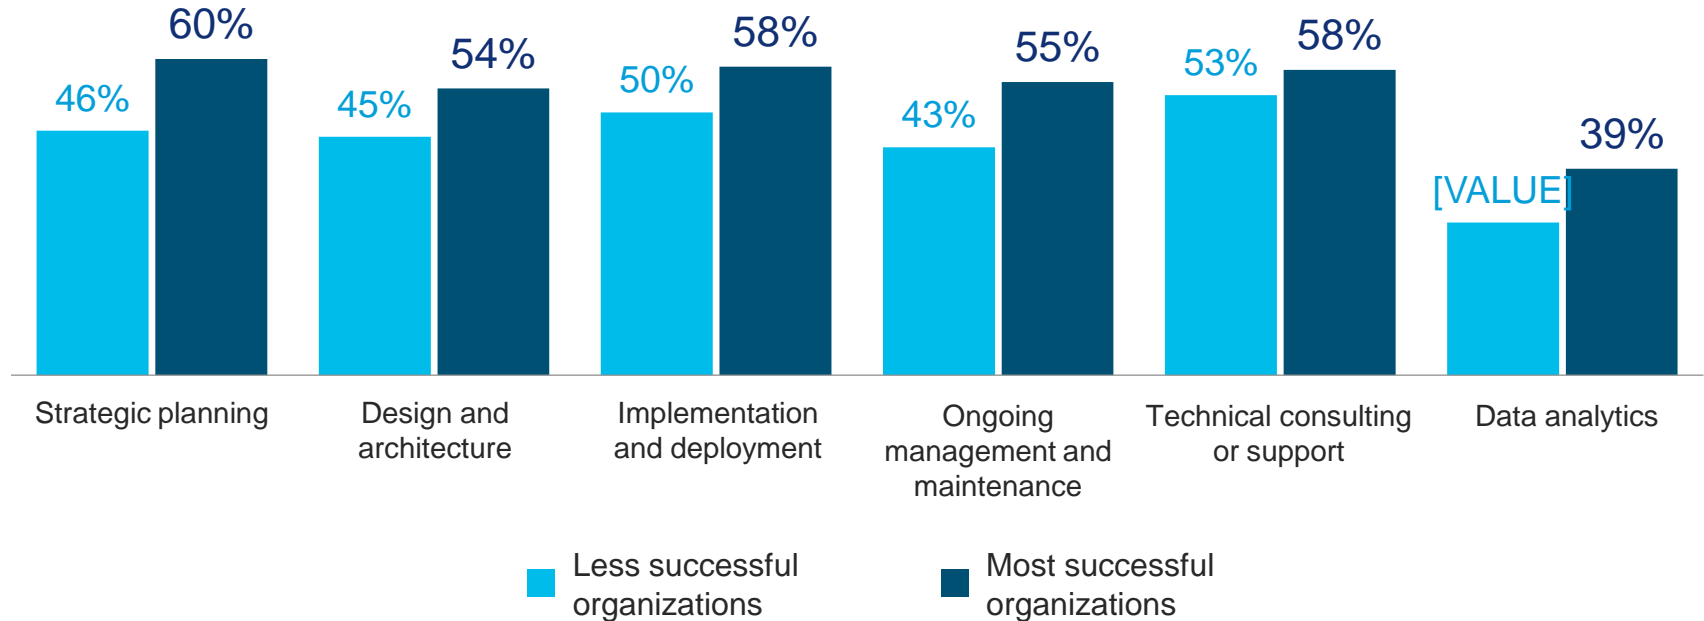 60%
46%
54%
45%
58%
50%
55%
43%
58%
53%
39%
[VALUE]
Strategic planning
Design and
architecture
Implementation
and deployment
Ongoing
management and
maintenance
Technical consulting
or support
Data analytics
Less successful
organizations
Most successful
organizations